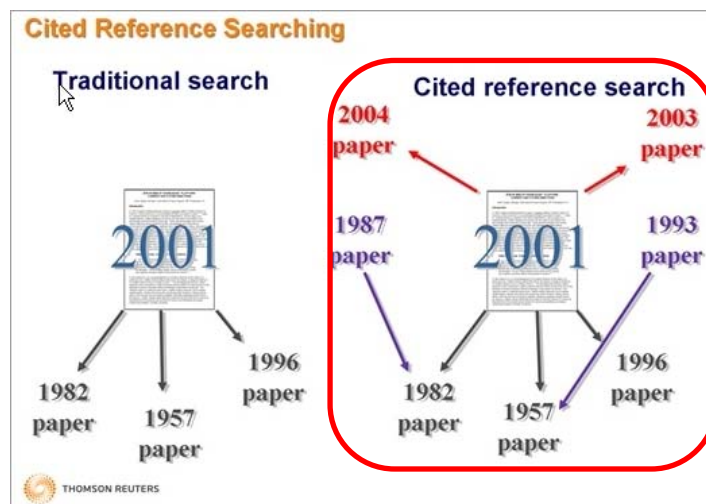 Cited Reference Searching
Traditional search
2001
1982
paper
1957
paper
1996
paper
Cited reference search
2004
paper
2003
paper
1987
paper
1993
paper
2001
1982
paper
1957
paper
1996
paper
THOMSON REUTERS